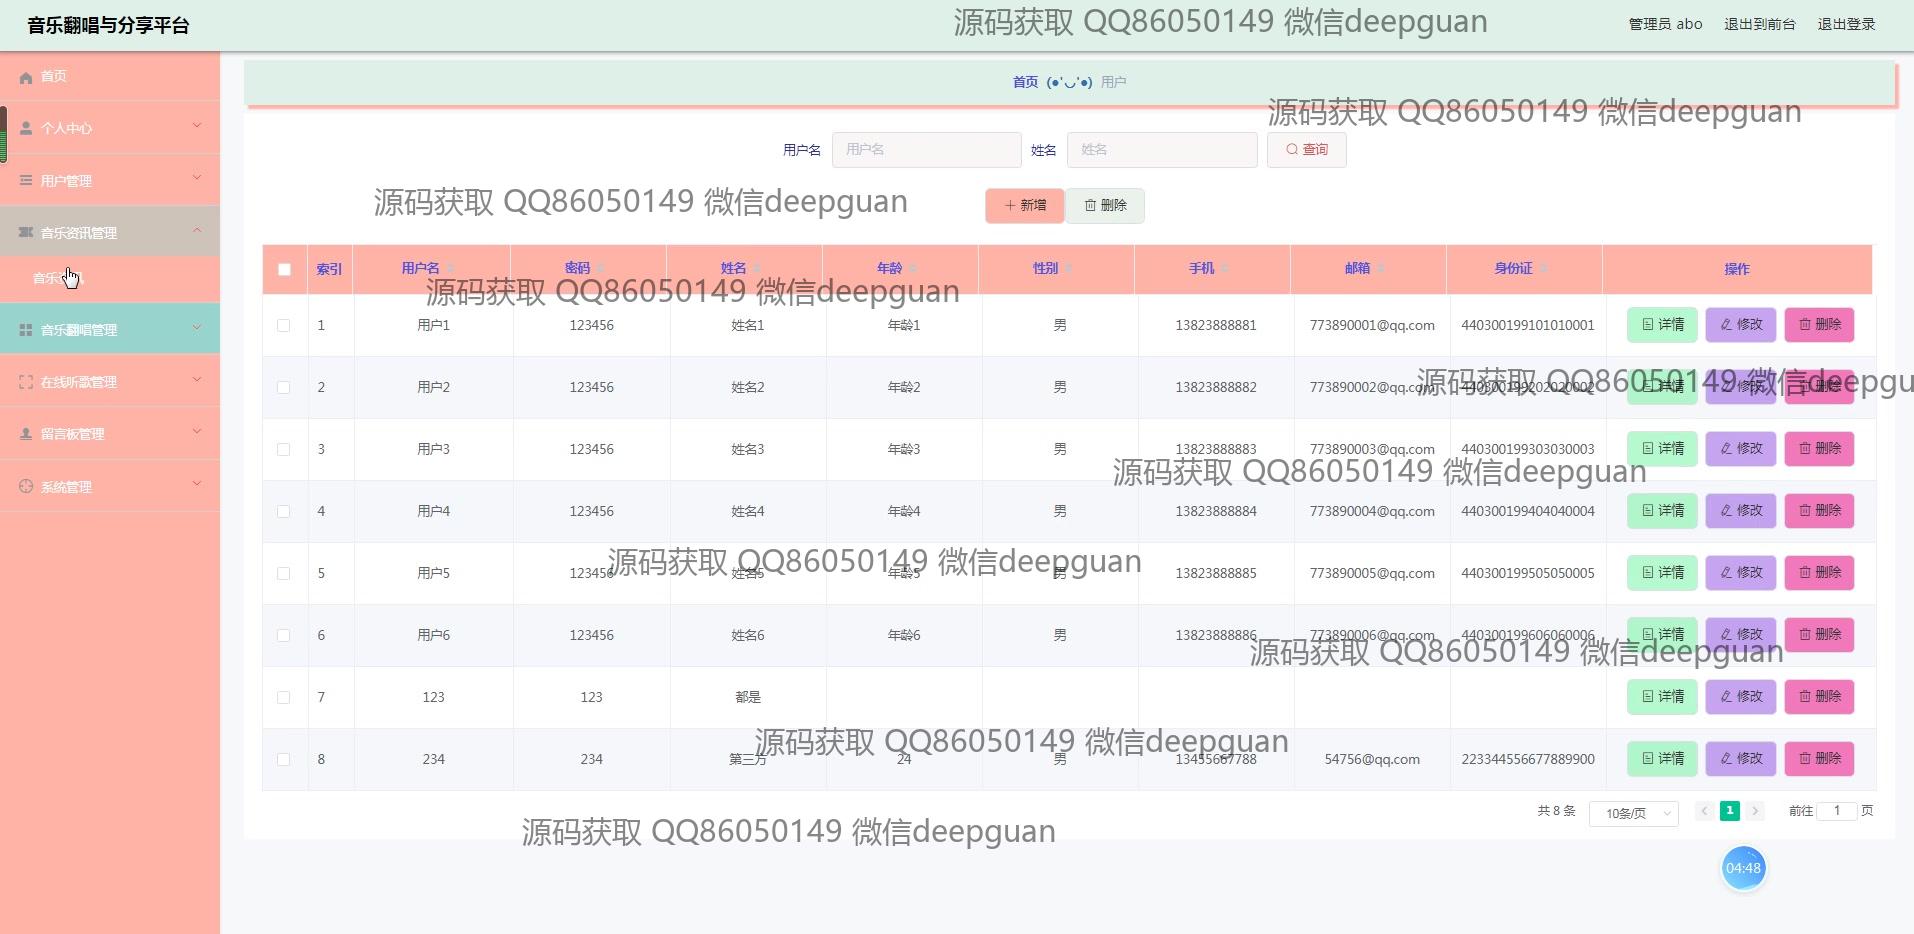 音乐翻唱与分享平台
源码获取 QQ86050149 微信deepguan
管理员 abo 退出到前台 退出登录
首页
个人中心
用户管理
音乐资讯管理
音乐翻唱管理
在线听歌管理
留言板管理
系统管理
首页 (●'◡'●) 用户
源码获取 QQ86050149 微信deepguan
用户名 用户名 姓名 姓名 查询
源码获取 QQ86050149 微信deepguan
新增 删除
索引 用户名 密码 姓名 年龄 性别 手机 邮箱 身份证 操作
源码获取 QQ86050149 微信deepguan
1 用户1 123456 姓名1 年龄1 男 13823888881 773890001@qq.com 440300199101010001 详情 修改 删除
2 用户2 123456 姓名2 年龄2 男 13823888882 773890002@qq.com 440300199202020002 详情 修改 删除
源码获取 QQ86050149 微信deepgu
3 用户3 123456 姓名3 年龄3 男 13823888883 773890003@qq.com 440300199303030003 详情 修改 删除
源码获取 QQ86050149 微信deepguan
4 用户4 123456 姓名4 年龄4 男 13823888884 773890004@qq.com 440300199404040004 详情 修改 删除
源码获取 QQ86050149 微信deepguan
5 用户5 123456 姓名5 年龄5 男 13823888885 773890005@qq.com 440300199505050005 详情 修改 删除
6 用户6 123456 姓名6 年龄6 男 13823888886 773890006@qq.com 440300199606060006 详情 修改 删除
源码获取 QQ86050149 微信deepguan
7 123 123 都是 详情 修改 删除
源码获取 QQ86050149 微信deepguan
8 234 234 第三方 24 男 13455667788 54756@qq.com 223344556677889900 详情 修改 删除
共 8 条 10条/页 1 前往 1 页
源码获取 QQ86050149 微信deepguan
04:48